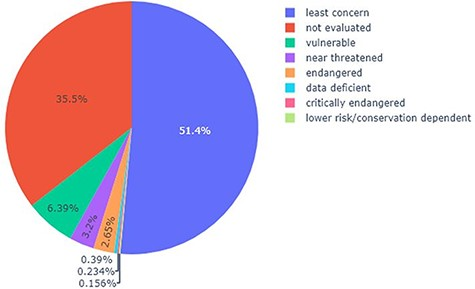 least concern
not evaluated
vulnerable
near threatened
endangered
data deficient
critically endangered
lower risk/conservation dependent
35.5%
51.4%
6.39%
3.2%
2.65%
0.39%
0.234%
0.156%